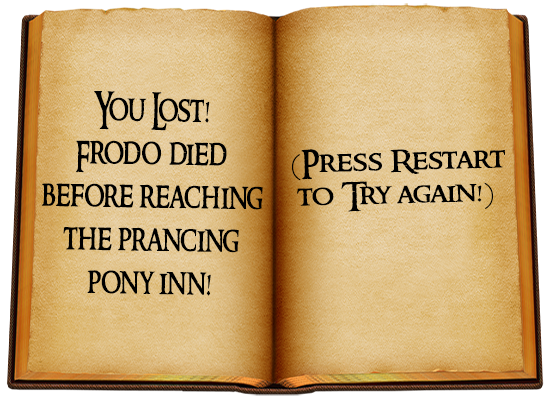 You Lost!
Frodo died
before reaching
the prancing
pony inn!
(Press Restart
to Try again!)